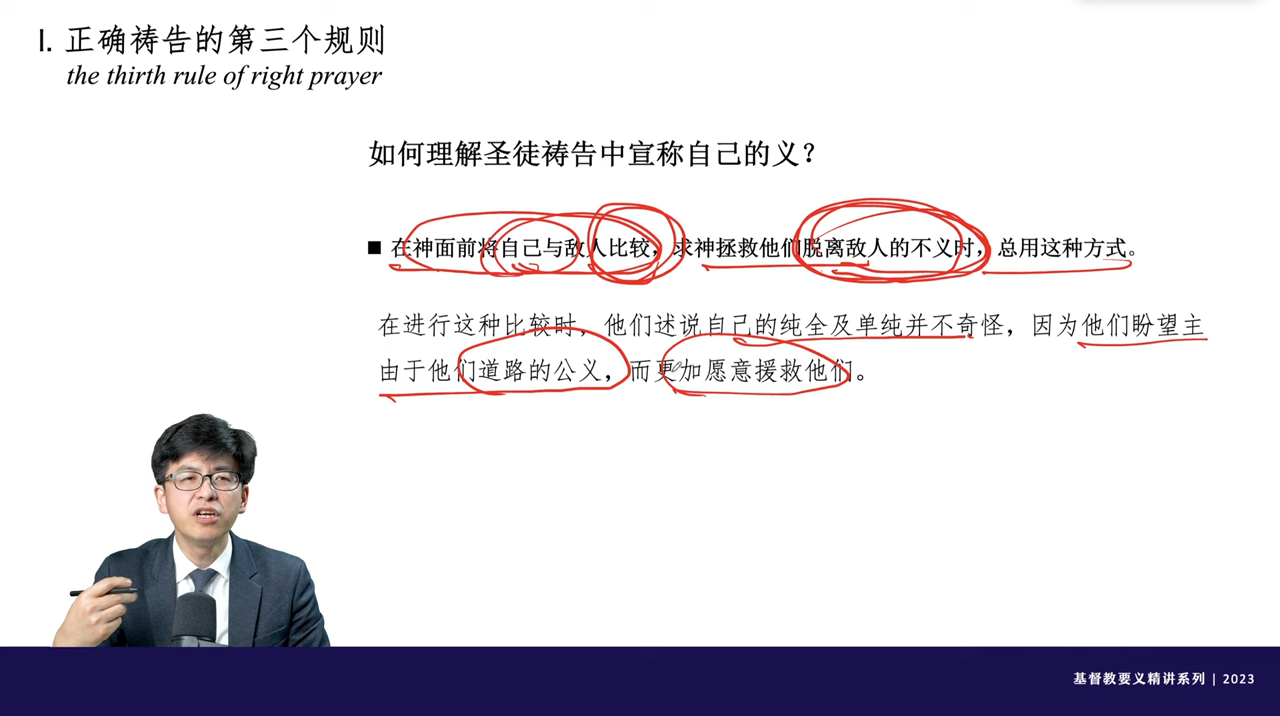 I. 正确祷告的第三个规则
the thirth rule of right prayer
如何理解圣徒祷告中宣称自己的义？
■ 在神面前将自己与敌人比较，求神拯救他们脱离敌人的不义时，总用这种方式。
在进行这种比较时，他们述说自己的纯全及单纯并不奇怪，因为他们盼望主
由于他们道路的公义，而更加愿意援救他们。
基督教要义精讲系列 | 2023